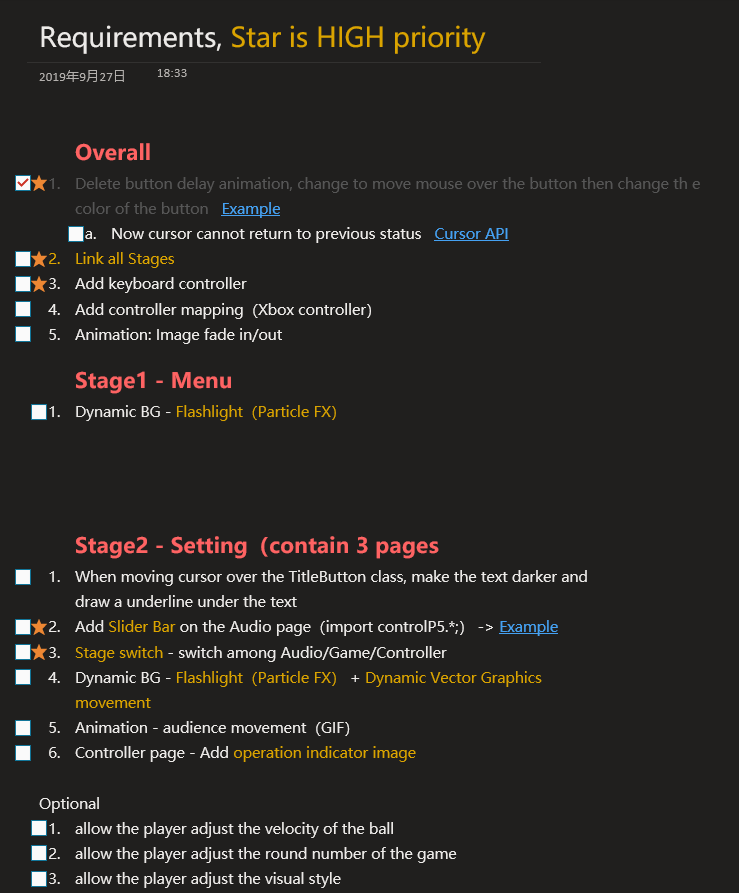 Requirements, Star is HIGH priority
2019年9月27日 18:33
Overall
1. Delete button delay animation, change to move mouse over the button then change th e
color of the button Example
a. Now cursor cannot return to previous status Cursor API
2. Link all Stages
3. Add keyboard controller
4. Add controller mapping (Xbox controller)
5. Animation: Image fade in/out
Stage1 - Menu
1. Dynamic BG - Flashlight (Particle FX)
Stage2 - Setting (contain 3 pages
1. When moving cursor over the TitleButton class, make the text darker and
draw a underline under the text
2. Add Slider Bar on the Audio page (import controlP5.*;) -> Example
3. Stage switch - switch among Audio/Game/Controller
4. Dynamic BG - Flashlight (Particle FX) + Dynamic Vector Graphics
movement
5. Animation - audience movement (GIF)
6. Controller page - Add operation indicator image
Optional
1. allow the player adjust the velocity of the ball
2. allow the player adjust the round number of the game
3. allow the player adjust the visual style